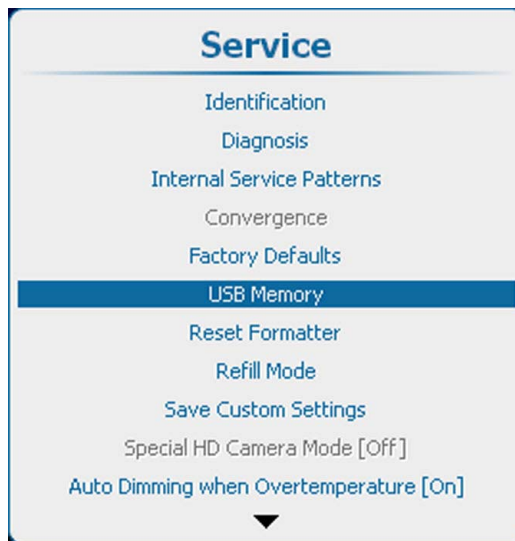 Service
Identification
Diagnosis
Internal Service Patterns
Convergence
Factory Defaults
USB Memory
Reset Formatter
Refill Mode
Save Custom Settings
Special HD Camera Mode [Off]
Auto Dimming when Overtemperature [On]